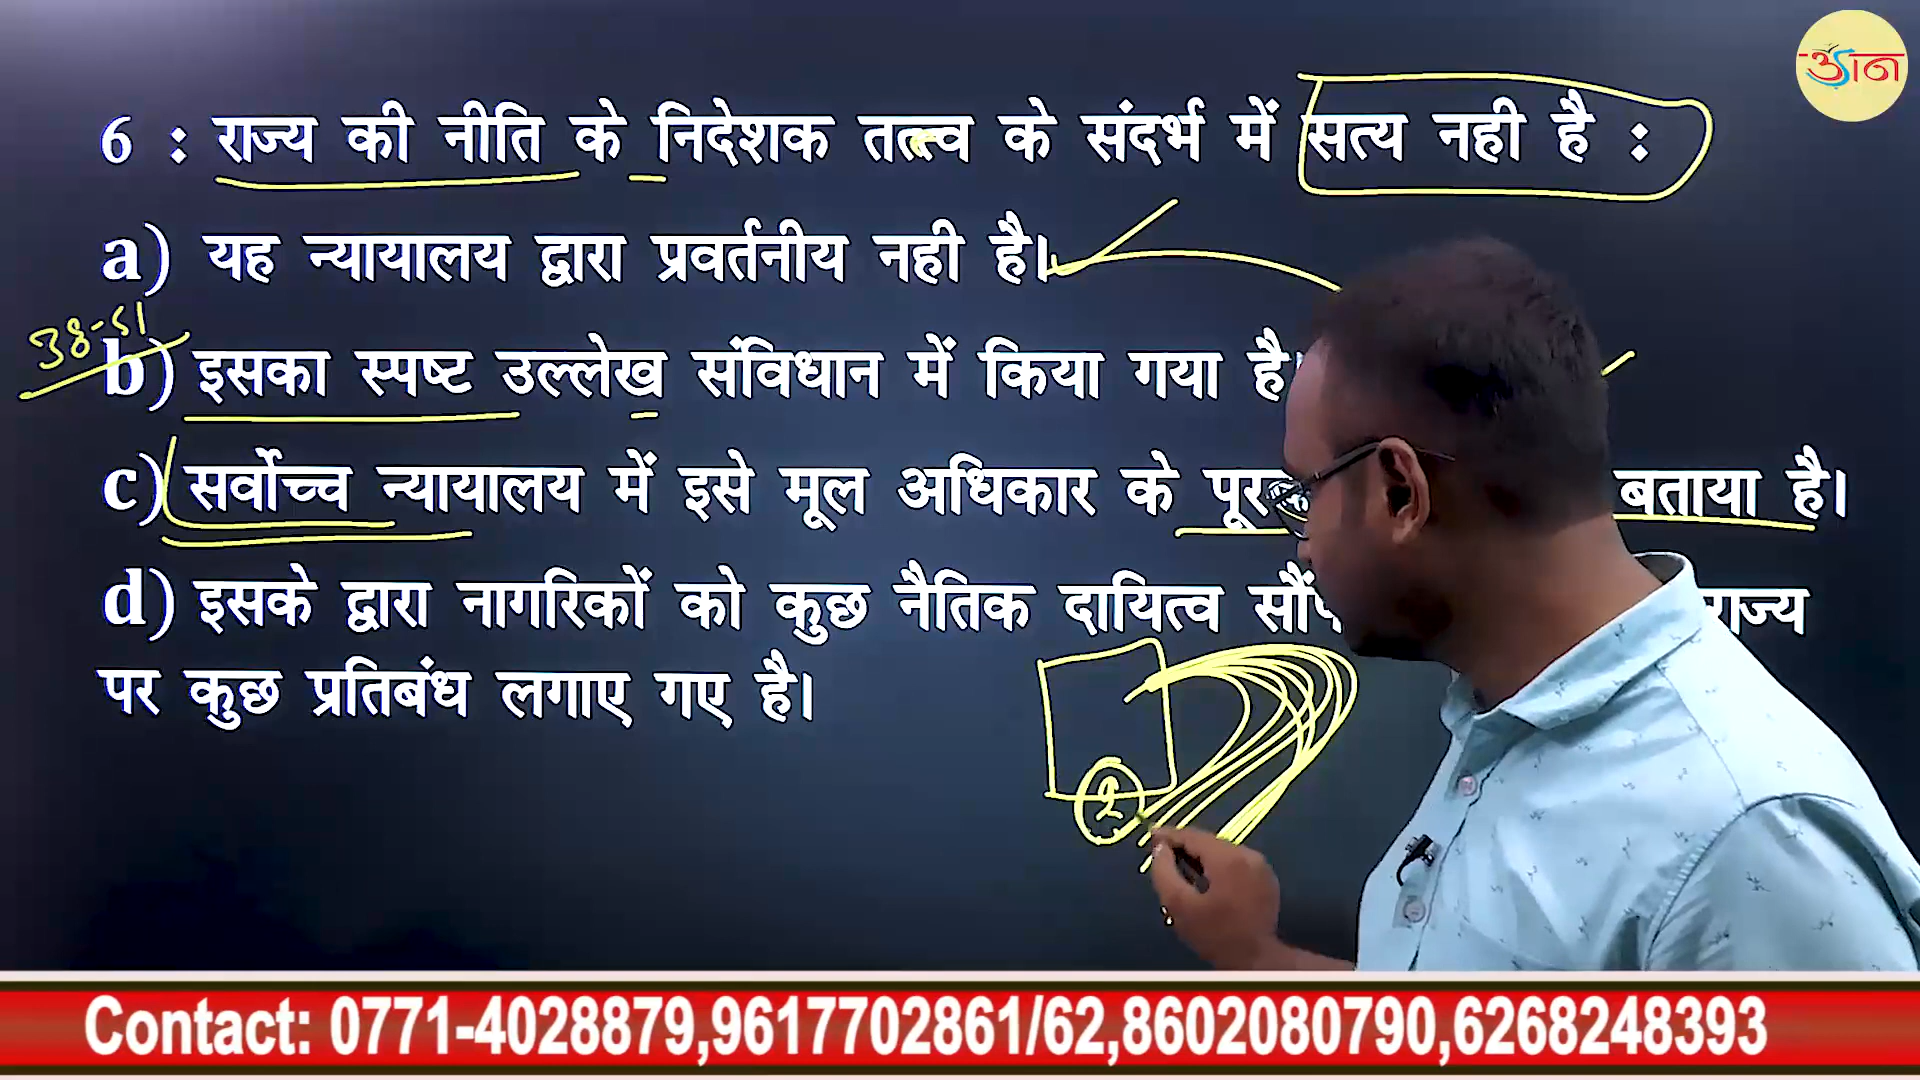 उड़ान
6 : राज्य की नीति के निदेशक तत्त्व के संदर्भ में सत्य नही है :
a) यह न्यायालय द्वारा प्रवर्तनीय नही है।
38-51
b) इसका स्पष्ट उल्लेख संविधान में किया गया है।
c) सर्वोच्च न्यायालय में इसे मूल अधिकार के बताया है।
d) इसके द्वारा नागरिकों को कुछ नैतिक दायित्व राज्य
पर कुछ प्रतिबंध लगाए गए है।
Contact: 0771-4028879,9617702861/62,8602080790,6268248393